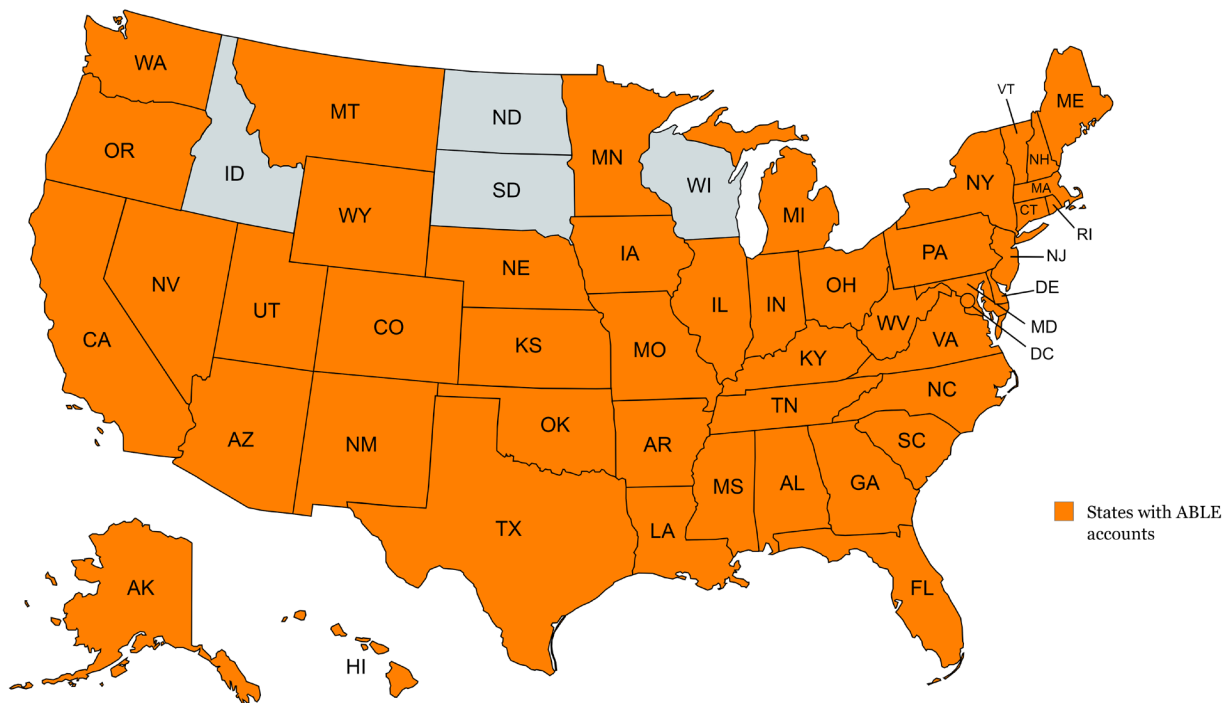 WA
VT
ME
MT
ND
OR
MN
NH
ID
SD
WI
NY
MA
MI
CT
WY
RI
PA
IA
NJ
NE
NV
OH
DE
UT
IL
IN
CO
WV
MD
CA
KS
MO
VA
DC
KY
NC
TN
OK
AZ
NM
AR
SC
MS
AL
GA
States with ABLE
accounts
TX
LA
AK
FL
HI